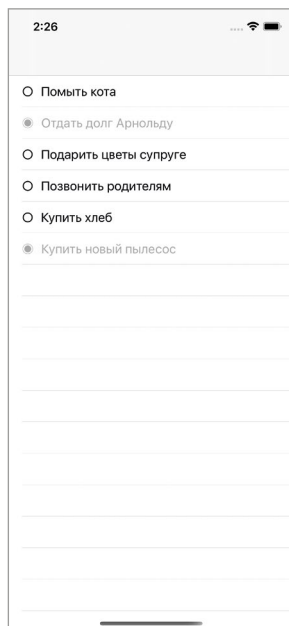 2:26
Помыть кота
Отдать долг Арнольду
Подарить цветы супруге
Позвонить родителям
Купить хлеб
Купить новый пылесос